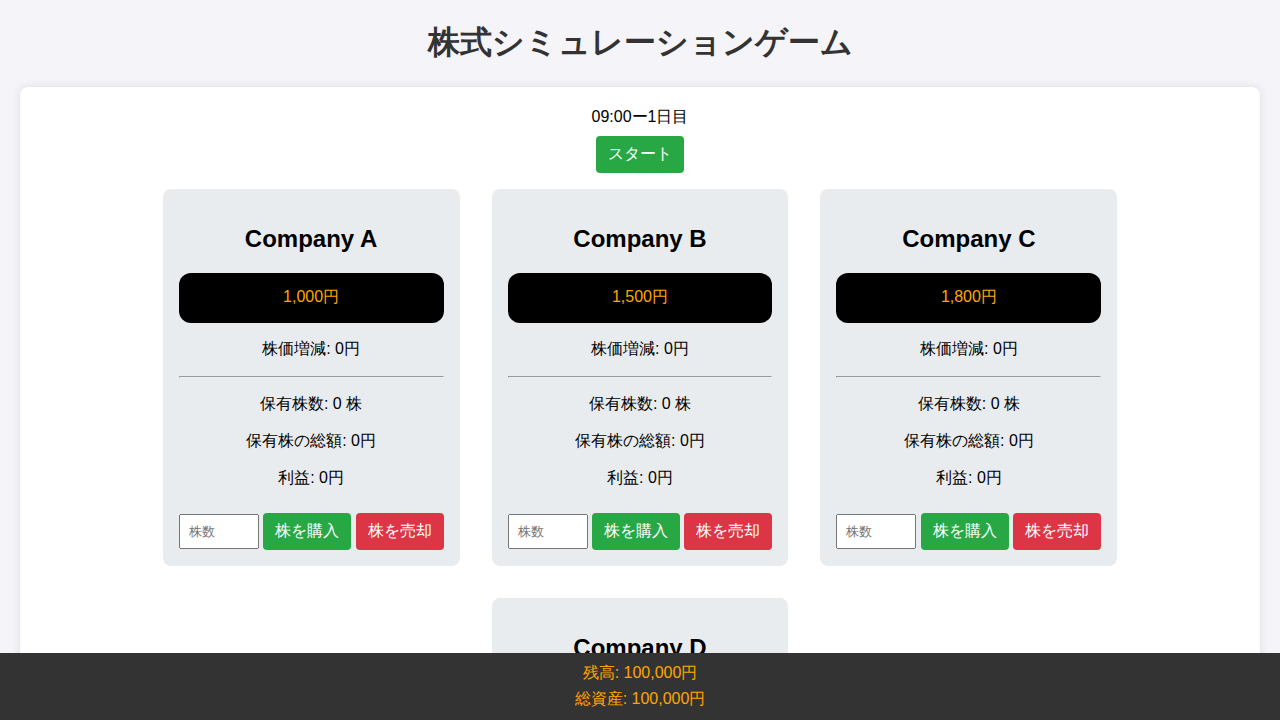 株式シミュレーションゲーム
09:00ー1日目
スタート
Company A
1,000円
株価増減: 0円
保有株数: 0 株
保有株の総額: 0円
利益: 0円
株数 株を購入 株を売却
Company B
1,500円
株価増減: 0円
保有株数: 0 株
保有株の総額: 0円
利益: 0円
株数 株を購入 株を売却
Company C
1,800円
株価増減: 0円
保有株数: 0 株
保有株の総額: 0円
利益: 0円
株数 株を購入 株を売却
Company D
残高: 100,000円
総資産: 100,000円